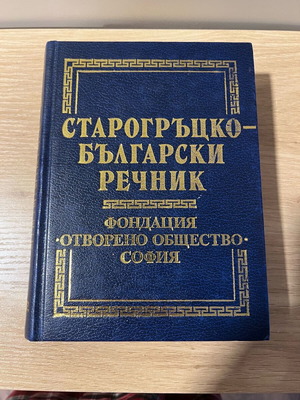 СТАРОГРЪЦКО-
БЪЛГАРСКИ
РЕЧНИК
ФОНДАЦИЯ
·ОТВОРЕНО ОБЩЕСТВО·
СОФИЯ